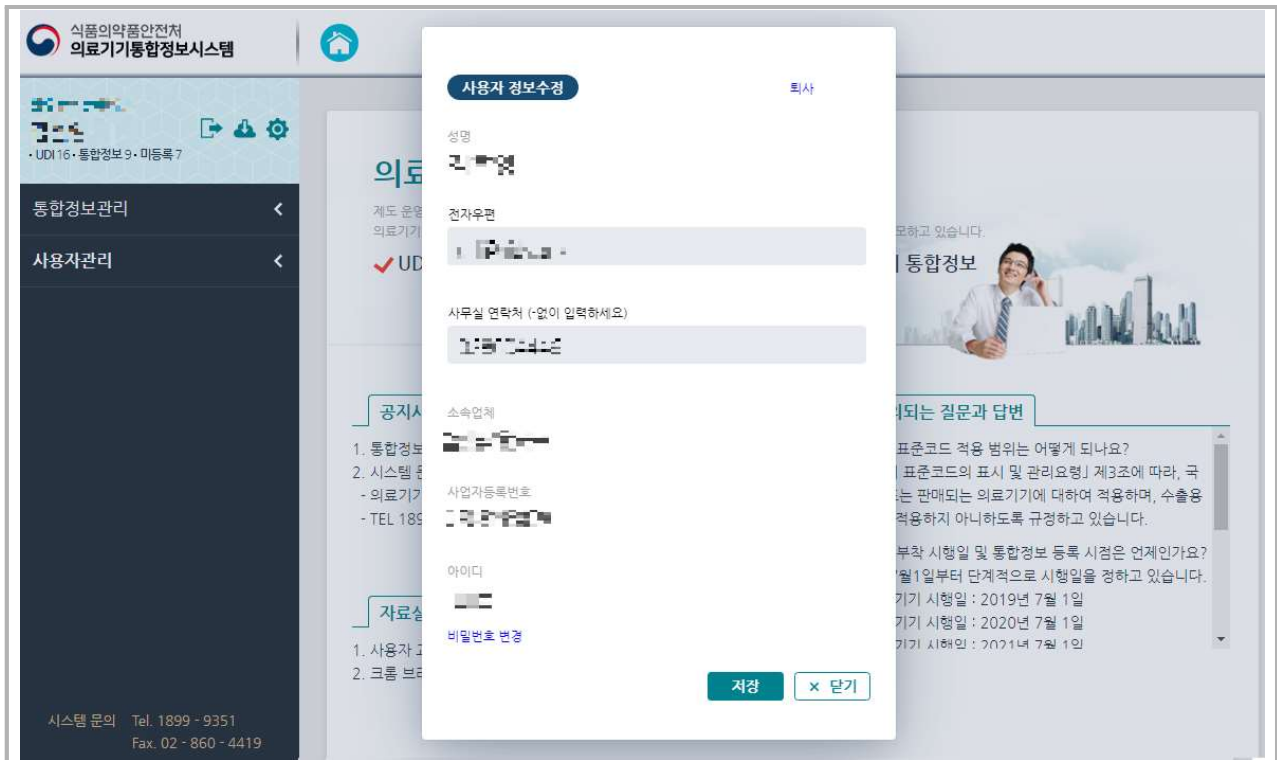 식품의약품안전처
의료기기통합정보시스템
· UDI 16 · 통합정보 9 · 미등록 7
통합정보관리
사용자관리
시스템 문의 Tel. 1899 - 9351
Fax. 02 - 860 - 4419
의료
제도 운영
의료기기
모하고 있습니다.
UD
통합정보
공지사
1. 통합정보
2. 시스템
- 의료기기
- TEL 189
자료실
1. 사용자
2. 크롬 브
사용자 정보수정
퇴사
성명
전자우편
사무실 연락처 (-없이 입력하세요)
소속업체
사업자등록번호
아이디
비밀번호 변경
저장
× 닫기
되는 질문과 답변
표준코드 적용 범위는 어떻게 되나요?
표준코드의 표시 및 관리요령」 제3조에 따라, 국
는 판매되는 의료기기에 대하여 적용하며, 수출용
적용하지 아니하도록 규정하고 있습니다.
부착 시행일 및 통합정보 등록 시점은 언제인가요?
월1일부터 단계적으로 시행일을 정하고 있습니다.
기기 시행일 : 2019년 7월 1일
기기 시행일 : 2020년 7월 1일
기기 시행일 : 2021년 7월 1일